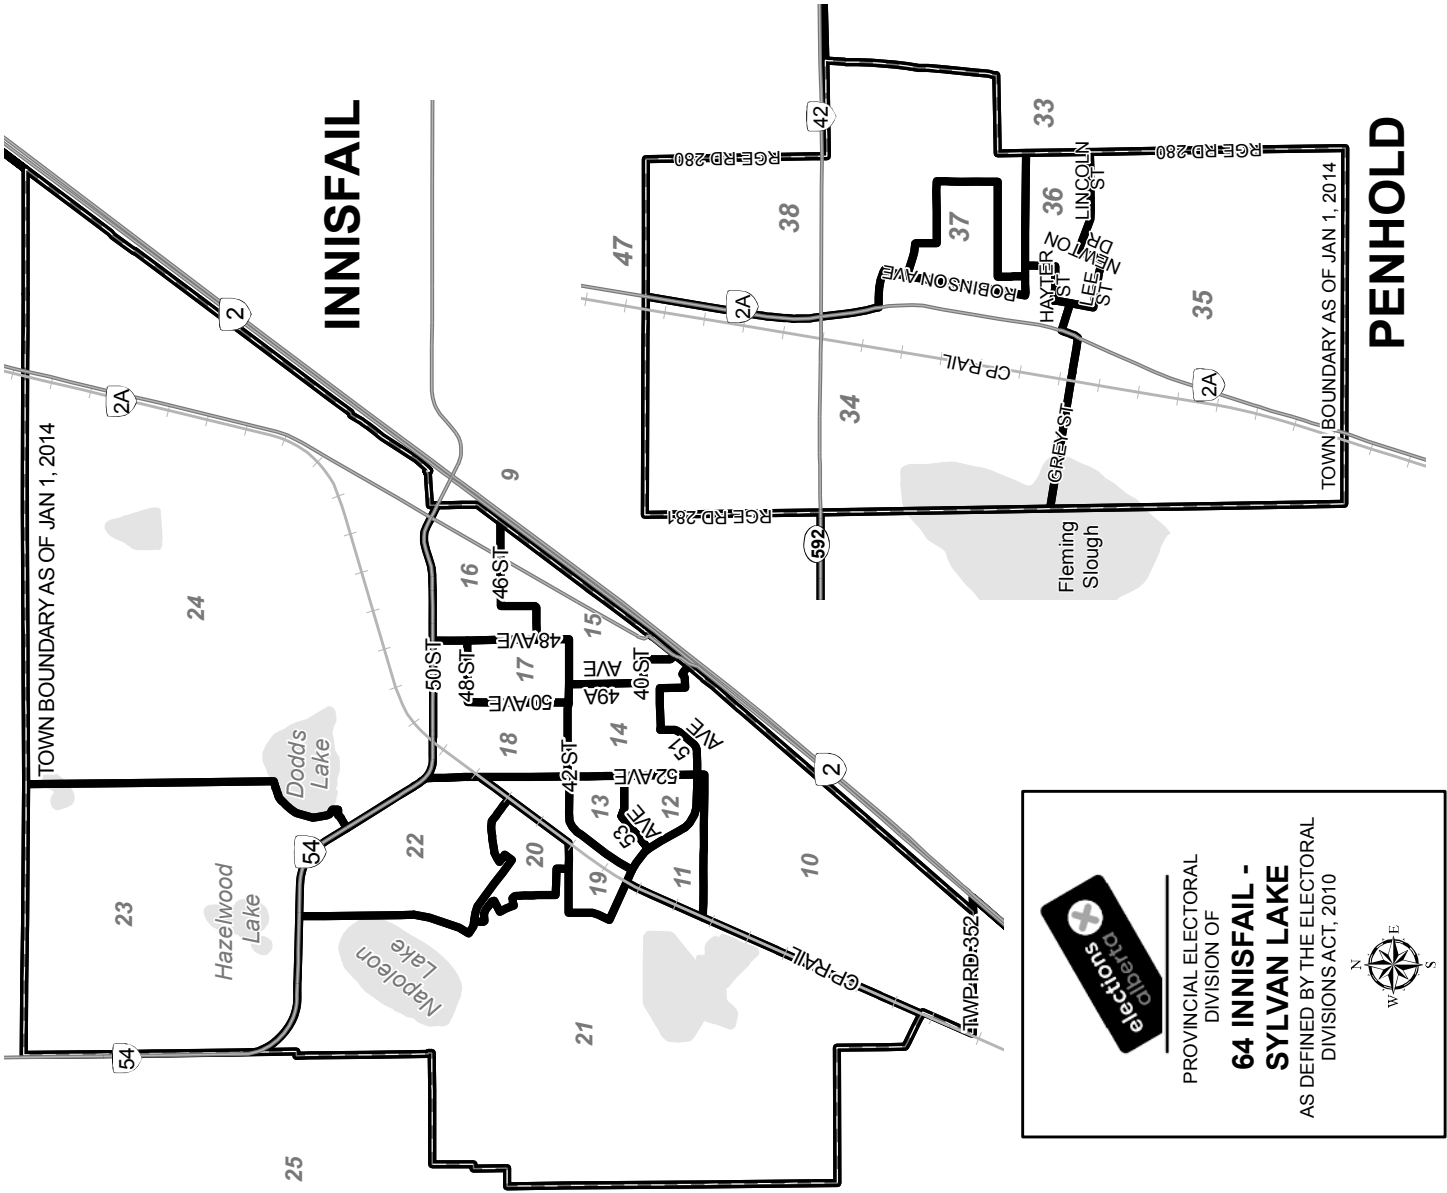 INNISFAIL
TOWN BOUNDARY AS OF JAN 1, 2014
2
2A
54
54
2
24
23
22
25
21
20
19
18
17
16
15
14
13
12
11
10
9
Dodds
Lake
Hazelwood
Lake
Napoleon
Lake
50 ST
48 ST
46 ST
48 AVE
50 AVE
49A
AVE
40 ST
42 ST
51
AVE
52 AVE
53
AVE
CP RAIL
TWP RD 352
PENHOLD
TOWN BOUNDARY AS OF JAN 1, 2014
RGE RD 280
RGE RD 280
RGE RD 281
42
592
2A
2A
47
38
37
36
35
34
33
ROBINSON AVE
HAYTER
ST
LEE
ST
NEWTON
DR
LINCOLN
ST
GREY ST
CP RAIL
Fleming
Slough
elections
alberta
PROVINCIAL ELECTORAL
DIVISION OF
64 INNISFAIL -
SYLVAN LAKE
AS DEFINED BY THE ELECTORAL
DIVISIONS ACT, 2010
N
E
S
W